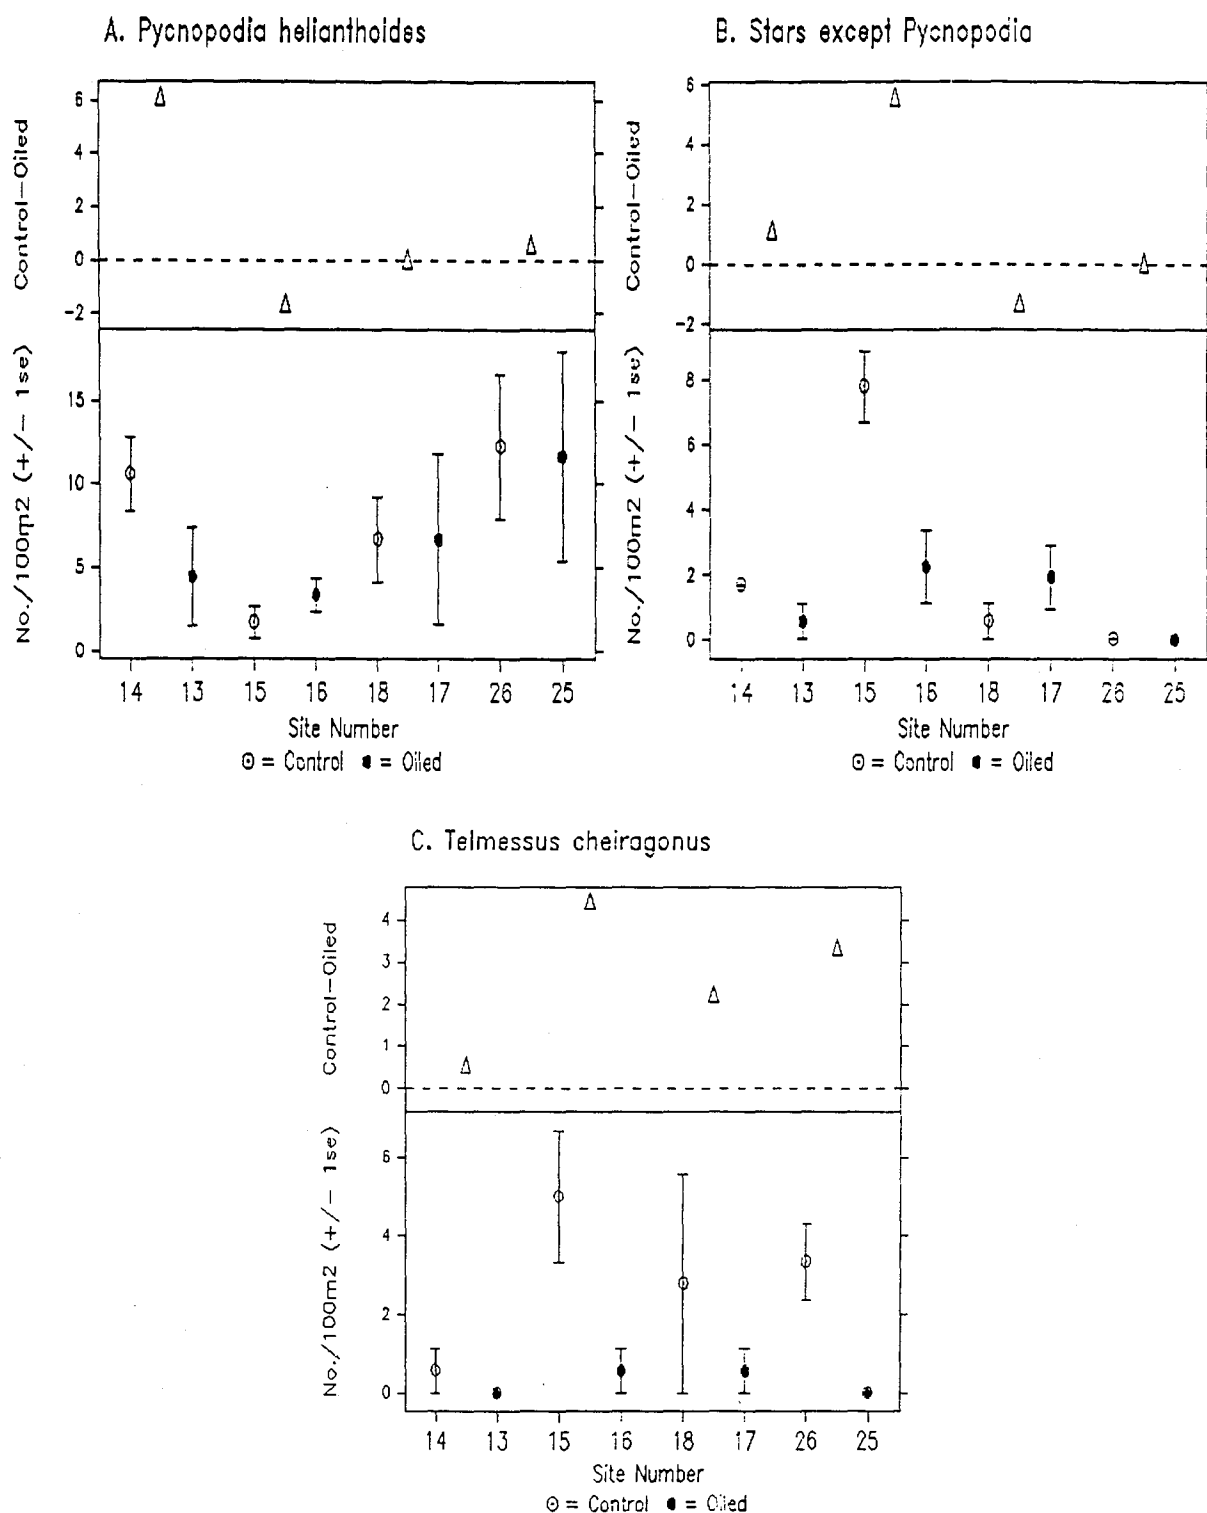 A. Pycnopodia helianthoides
Control-Oiled
6
4
2
0
-2
No./100m2 (+/- 1se)
15
10
5
0
14 13 15 16 18 17 26 25
Site Number
⊙ = Control ● = Oiled
B. Stars except Pycnopodia
Control-Oiled
6
4
2
0
-2
No./100m2 (+/- 1se)
8
6
4
2
0
14 13 15 16 18 17 26 25
Site Number
⊙ = Control ● = Oiled
C. Telmessus cheiragonus
Control-Oiled
4
3
2
1
0
No./100m2 (+/- 1se)
6
4
2
0
14 13 15 16 18 17 26 25
Site Number
⊙ = Control ● = Oiled